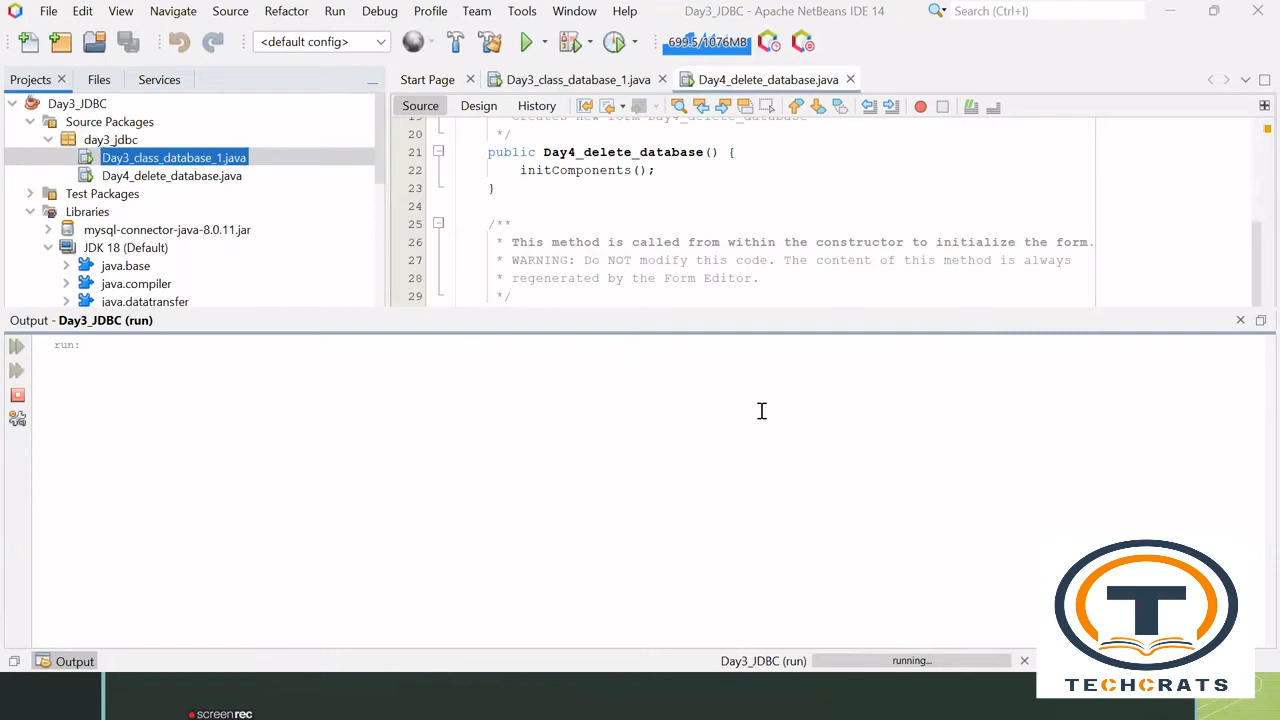 File Edit View Navigate Source Refactor Run Debug Profile Team Tools Window Help Day3_JDBC - Apache NetBeans IDE 14 Search (Ctrl+I)
<default config> 699.5/1076MB
Projects Files Services Start Page Day3_class_database_1.java Day4_delete_database.java
Source Design History
Day3_JDBC
Source Packages
day3_jdbc
Day3_class_database_1.java
Day4_delete_database.java
Test Packages
Libraries
mysql-connector-java-8.0.11.jar
JDK 18 (Default)
java.base
java.compiler
java.datatransfer
19 * Creates new form Day4_delete_database
20 */
21 public Day4_delete_database() {
22 initComponents();
23 }
24
25 /**
26 * This method is called from within the constructor to initialize the form.
27 * WARNING: Do NOT modify this code. The content of this method is always
28 * regenerated by the Form Editor.
29 */
Output - Day3_JDBC (run)
run:
Output Day3_JDBC (run) running...
T
TECHCRATS
screenrec